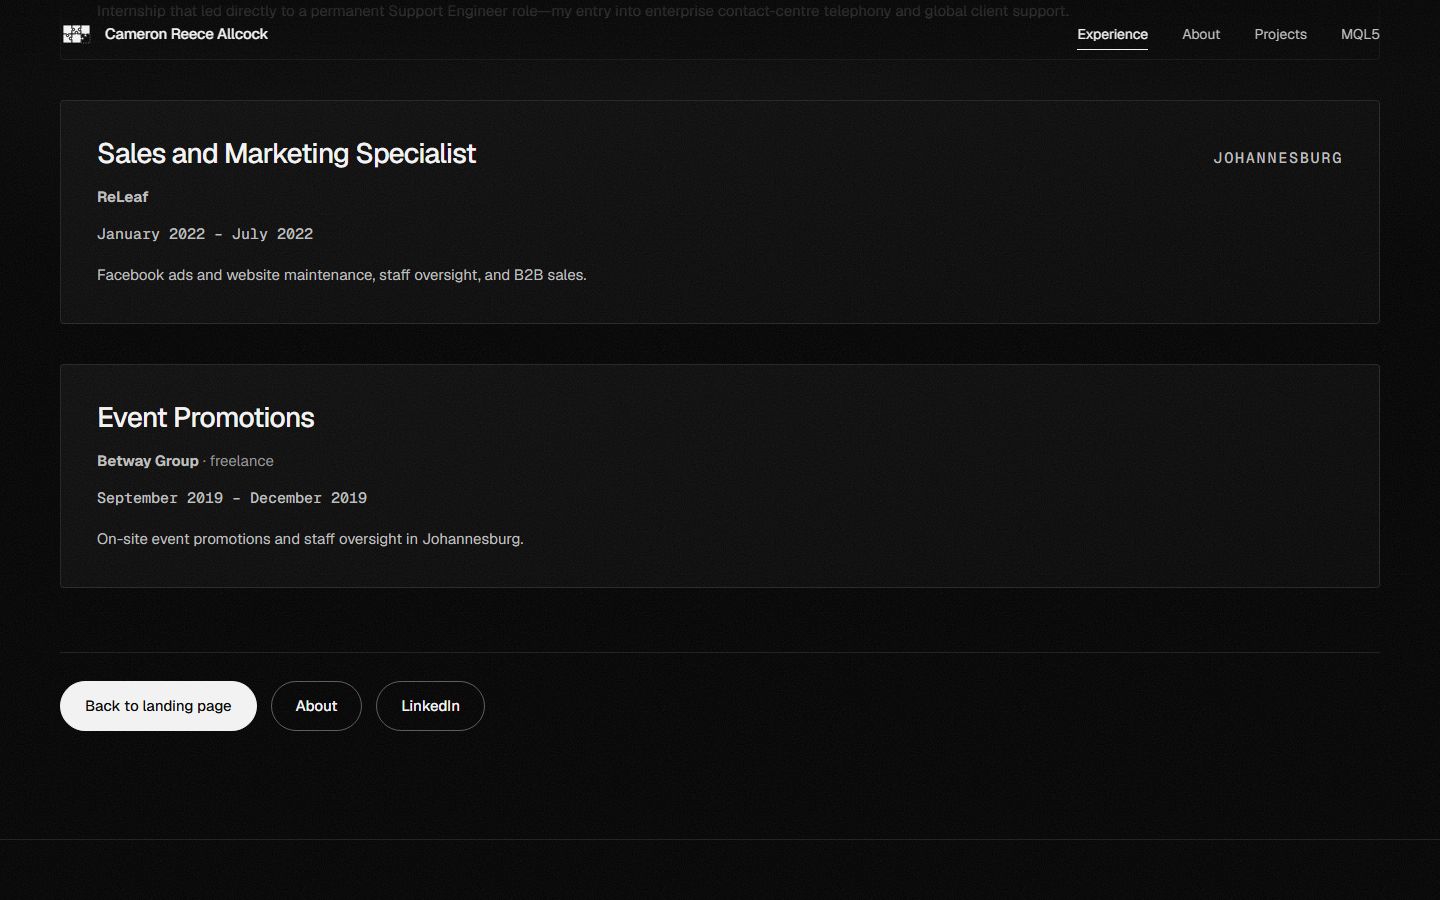 Internship that led directly to a permanent Support Engineer role—my entry into enterprise contact-centre telephony and global client support.
Cameron Reece Allcock
Experience
About
Projects
MQL5
Sales and Marketing Specialist
JOHANNESBURG
ReLeaf
January 2022 – July 2022
Facebook ads and website maintenance, staff oversight, and B2B sales.
Event Promotions
Betway Group · freelance
September 2019 – December 2019
On-site event promotions and staff oversight in Johannesburg.
Back to landing page
About
LinkedIn